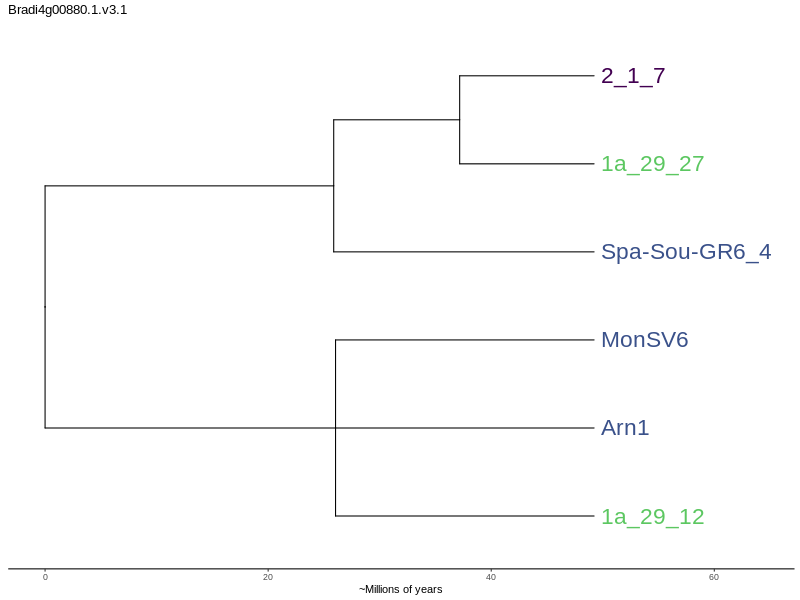 Bradi4g00880.1.v3.1
2_1_7
1a_29_27
Spa-Sou-GR6_4
MonSV6
Arn1
1a_29_12
0 20 40 60
~Millions of years